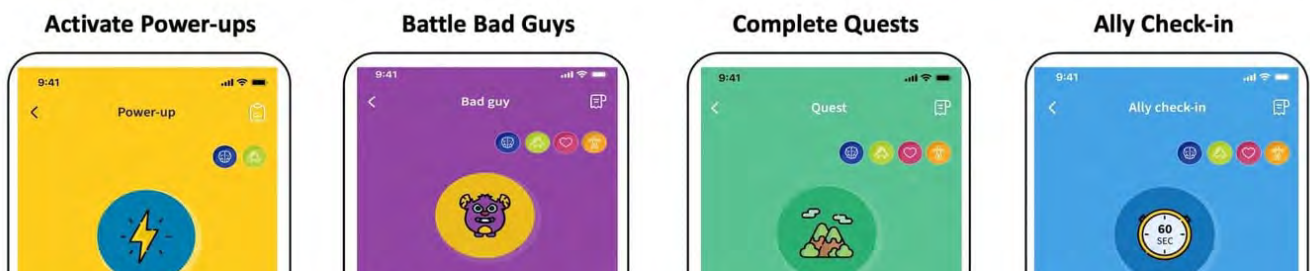 Activate Power-ups
Battle Bad Guys
Complete Quests
Ally Check-in
9:41
9:41
9:41
9:41
Power-up
Bad guy
Quest
Ally check-in
60
SEC